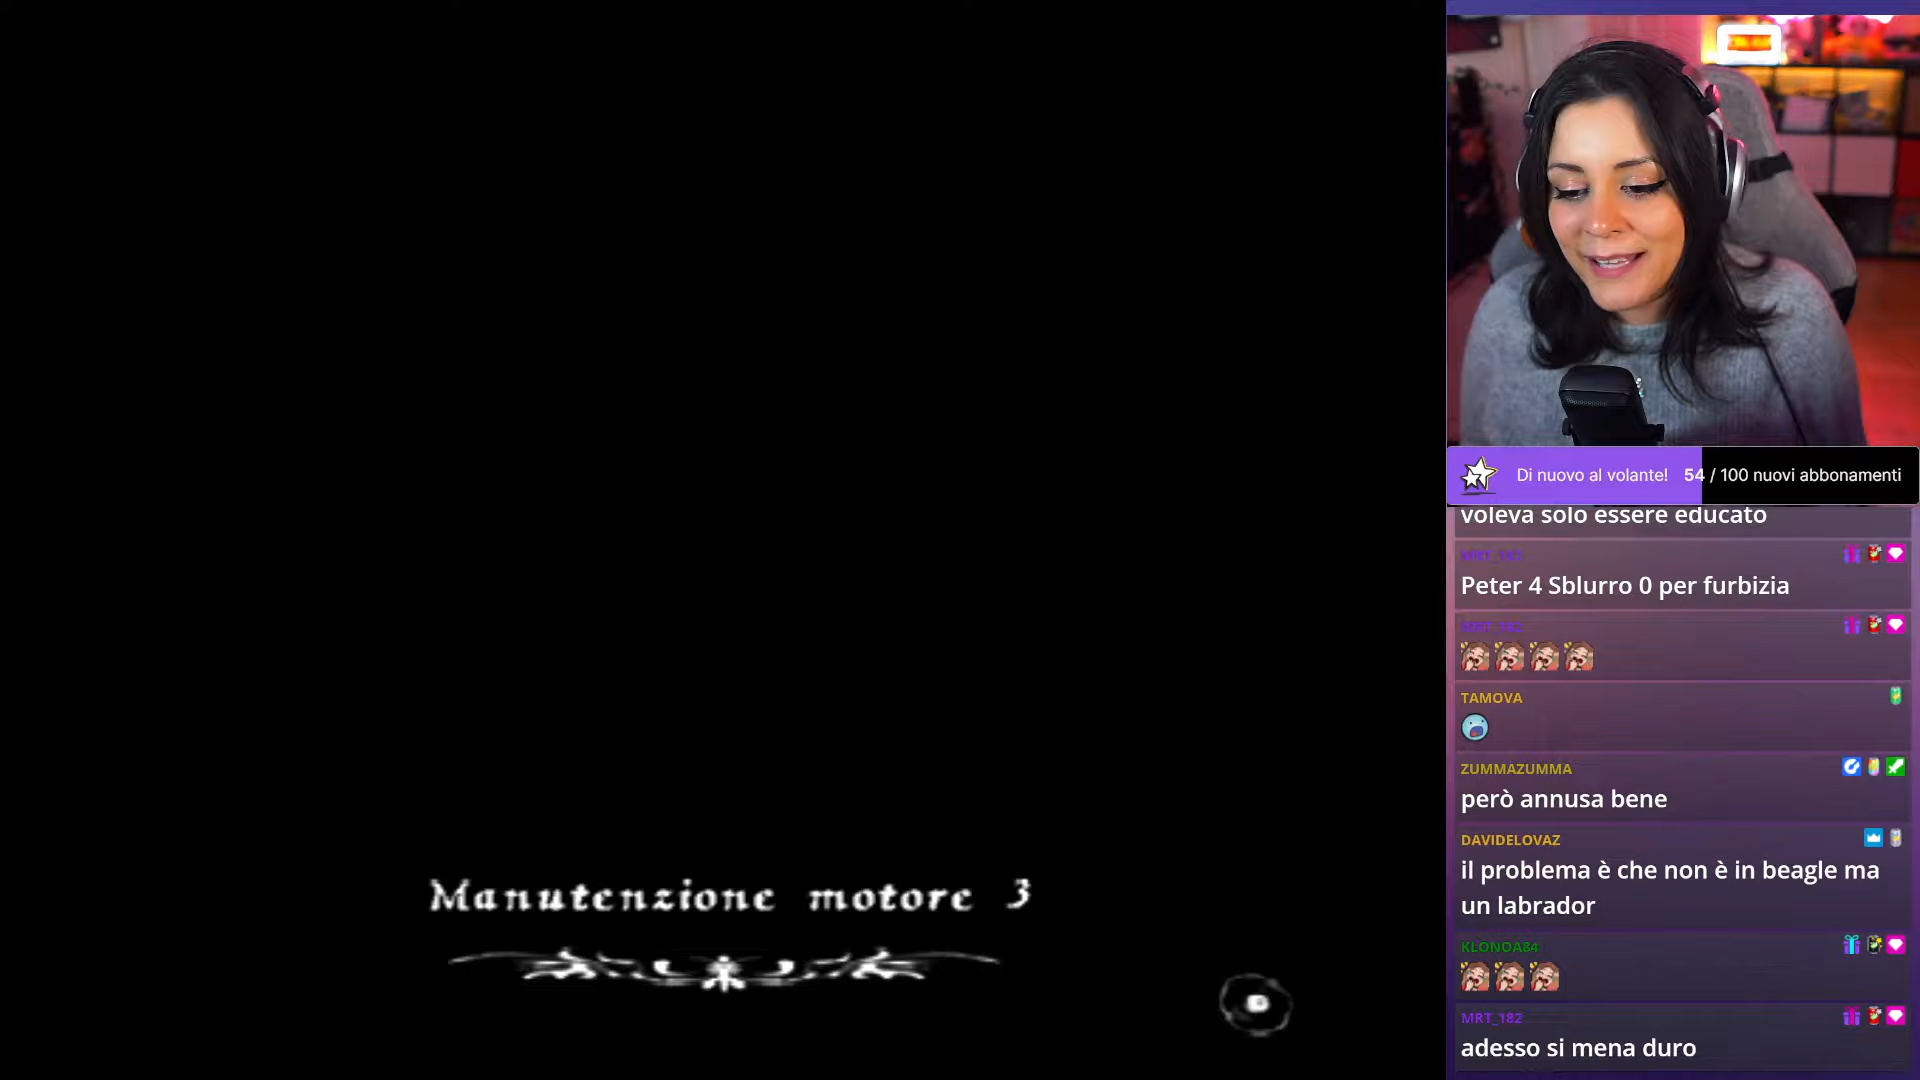 Manutenzione motore 3
Di nuovo al volante! 54 / 100 nuovi abbonamenti
voleva solo essere educato
MRT_182
Peter 4 Sblurro 0 per furbizia
MRT_182
TAMOVA
ZUMMAZUMMA
però annusa bene
DAVIDELOVAZ
il problema è che non è in beagle ma
un labrador
KLONOA84
MRT_182
adesso si mena duro